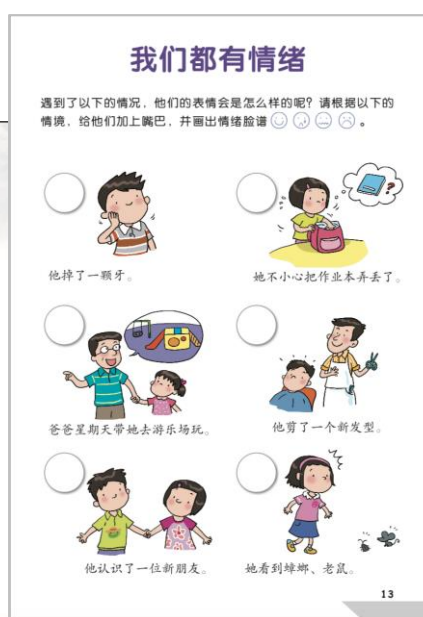 我们都有情绪
遇到了以下的情况，他们的表情会是怎么样的呢？请根据以下的
情境，给他们加上嘴巴，并画出情绪脸谱。
他掉了一颗牙。
?
她不小心把作业本弄丢了。
爸爸星期天带她去游乐场玩。
他剪了一个新发型。
他认识了一位新朋友。
她看到蟑螂、老鼠。
13